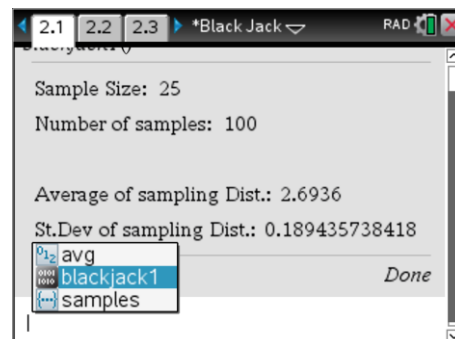 2.1 2.2 2.3 *Black Jack RAD
Sample Size: 25
Number of samples: 100
Average of sampling Dist.: 2.6936
St.Dev of sampling Dist.: 0.189435738418
avg
blackjack1
samples
Done